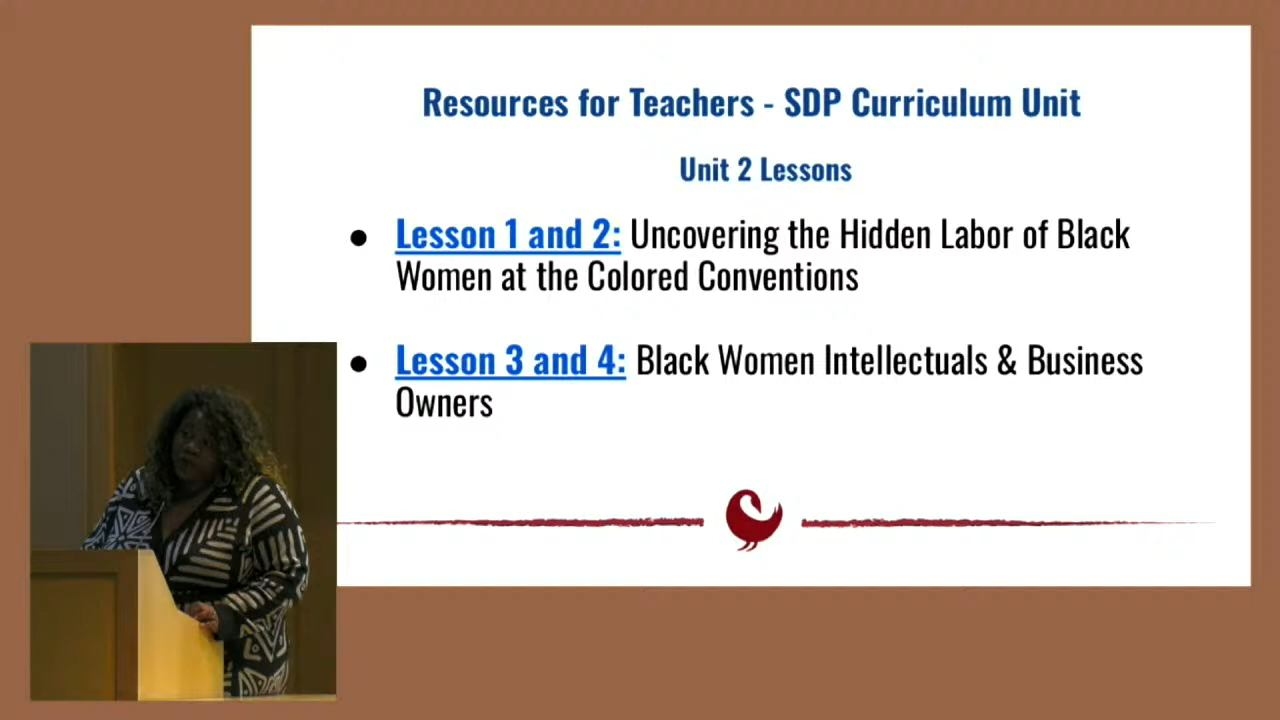 Resources for Teachers - SDP Curriculum Unit
Unit 2 Lessons
● Lesson 1 and 2: Uncovering the Hidden Labor of Black
Women at the Colored Conventions
● Lesson 3 and 4: Black Women Intellectuals & Business
Owners